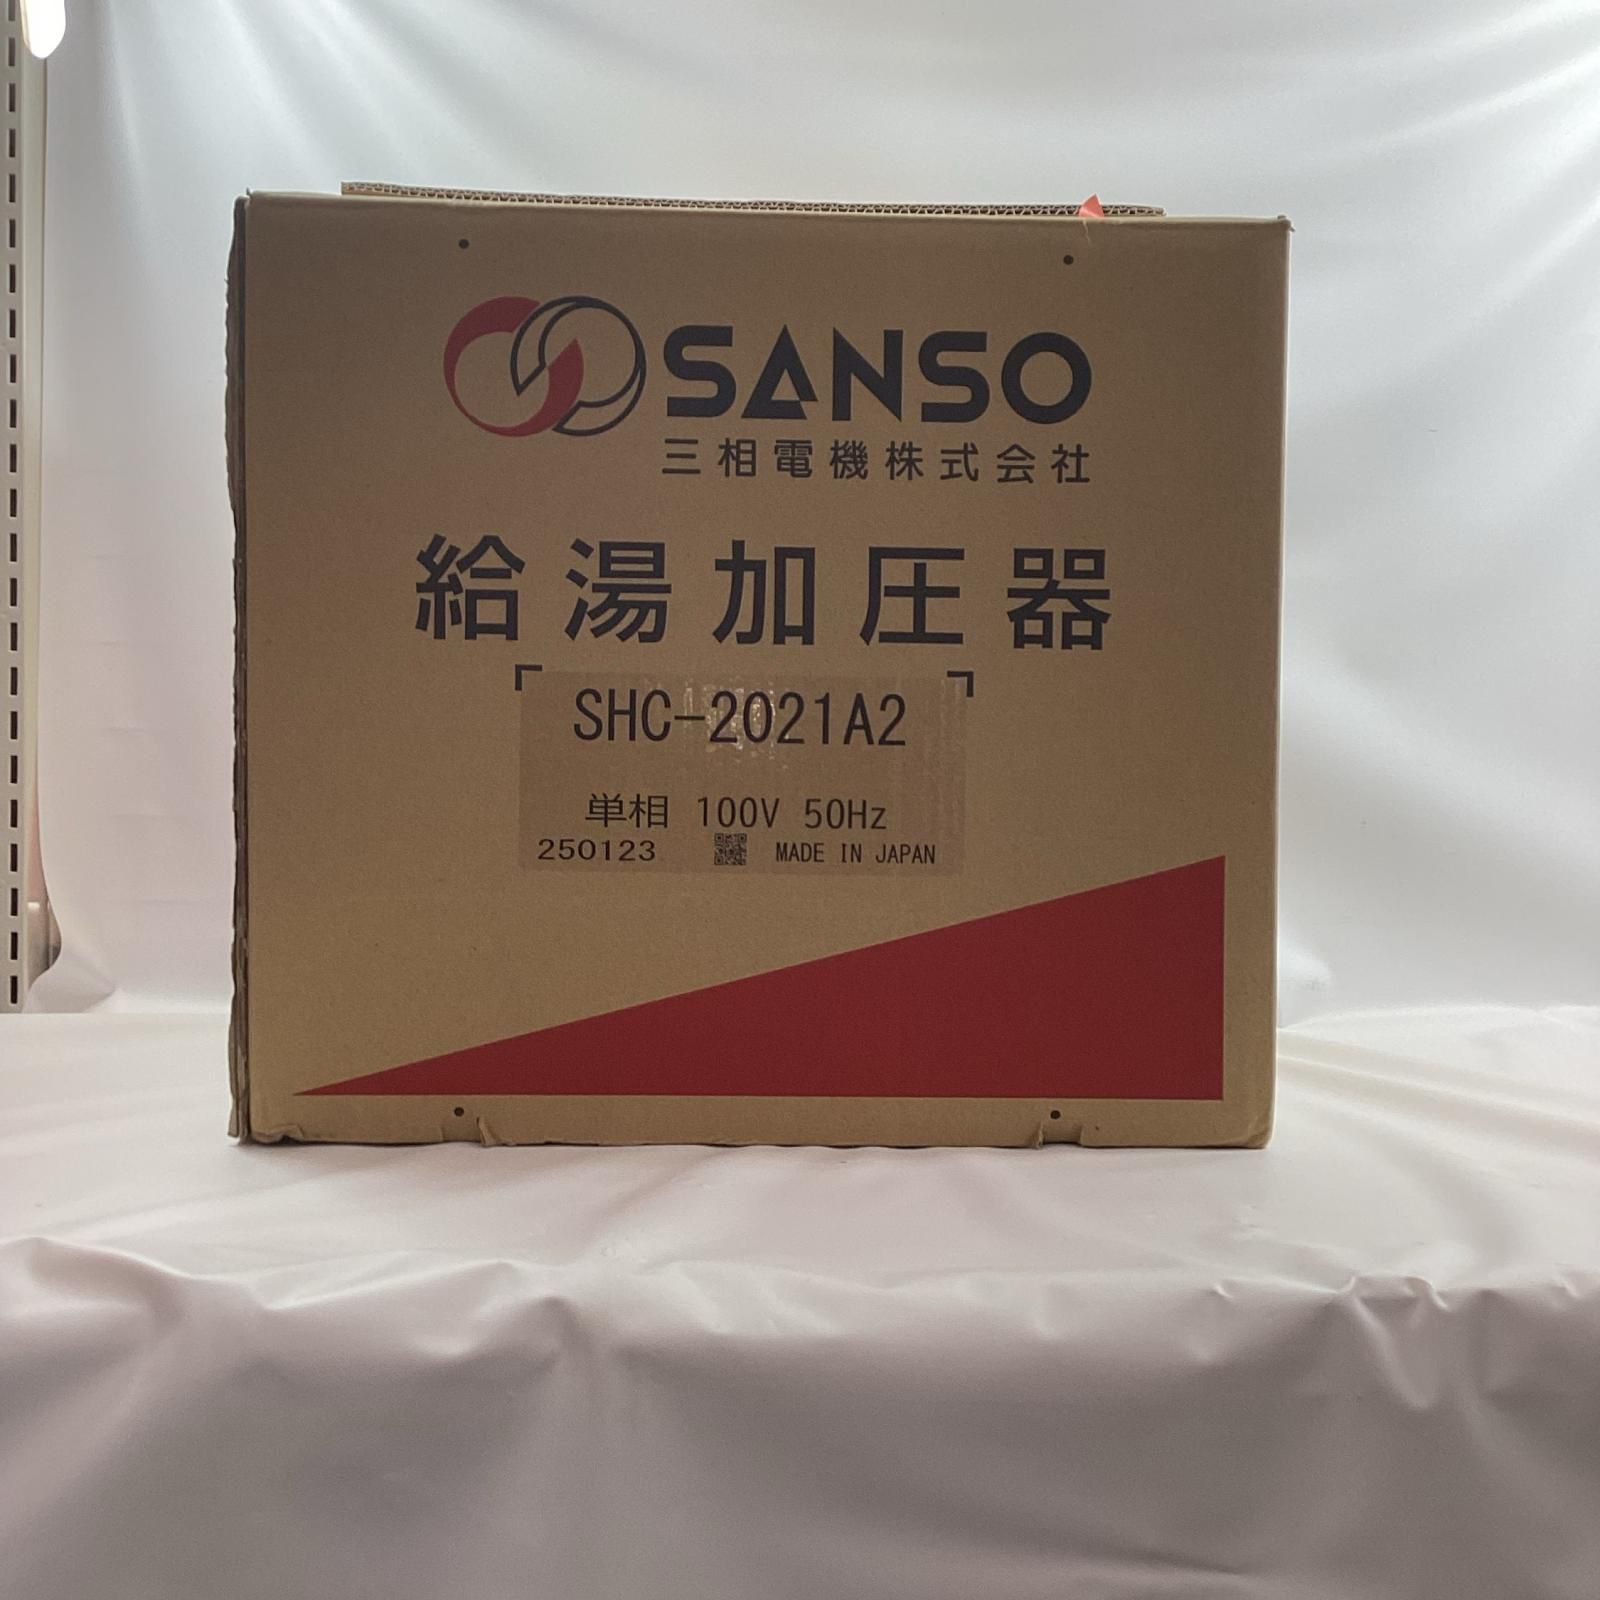 SANSO
三相電機株式会社
給湯加圧器
SHC-2021A2
単相 100V 50Hz
250123 MADE IN JAPAN